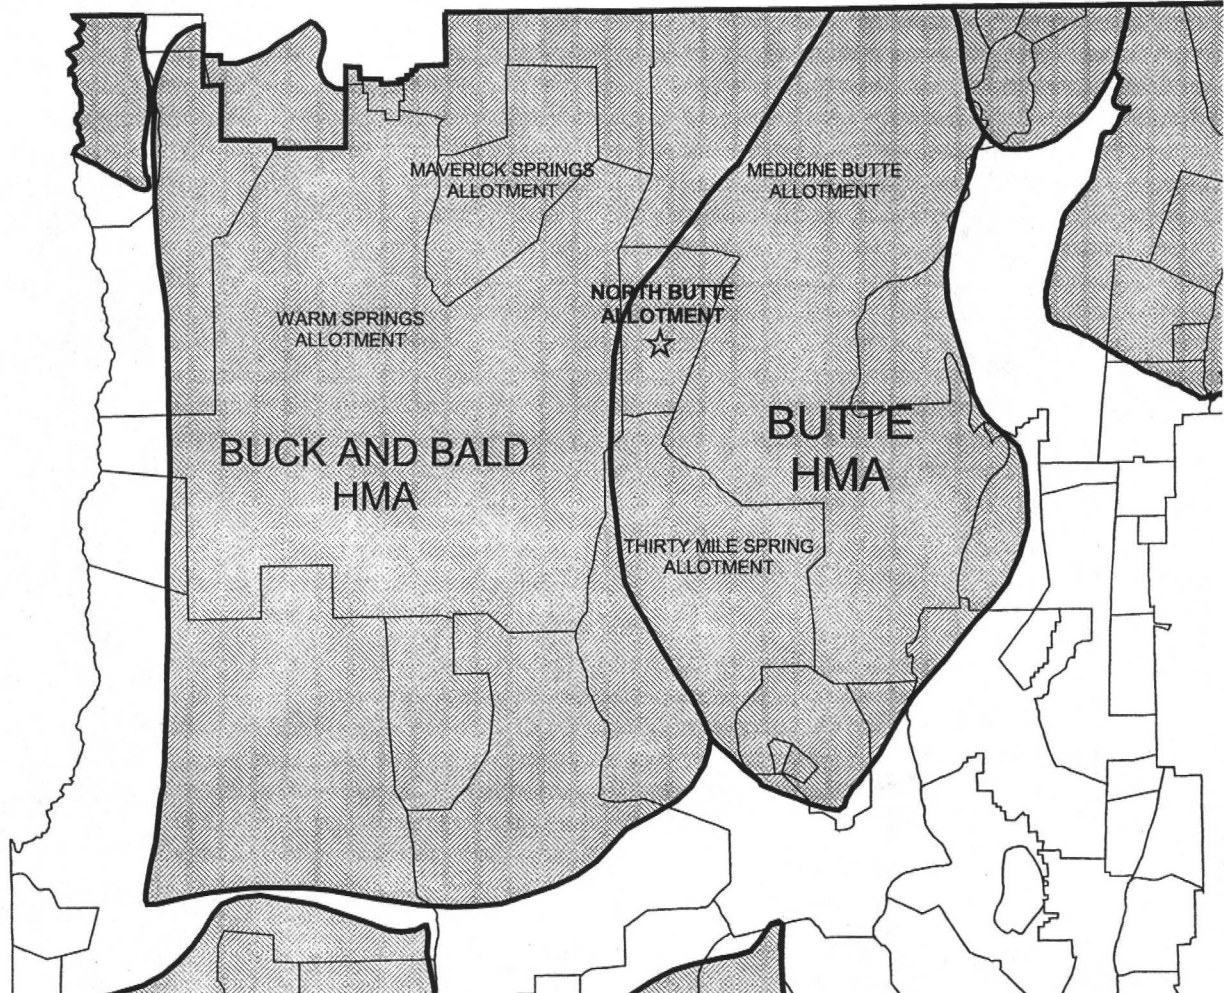 MAVERICK SPRINGS
ALLOTMENT
MEDICINE BUTTE
ALLOTMENT
NORTH BUTTE
ALLOTMENT
WARM SPRINGS
ALLOTMENT
BUCK AND BALD
HMA
BUTTE
HMA
THIRTY MILE SPRING
ALLOTMENT